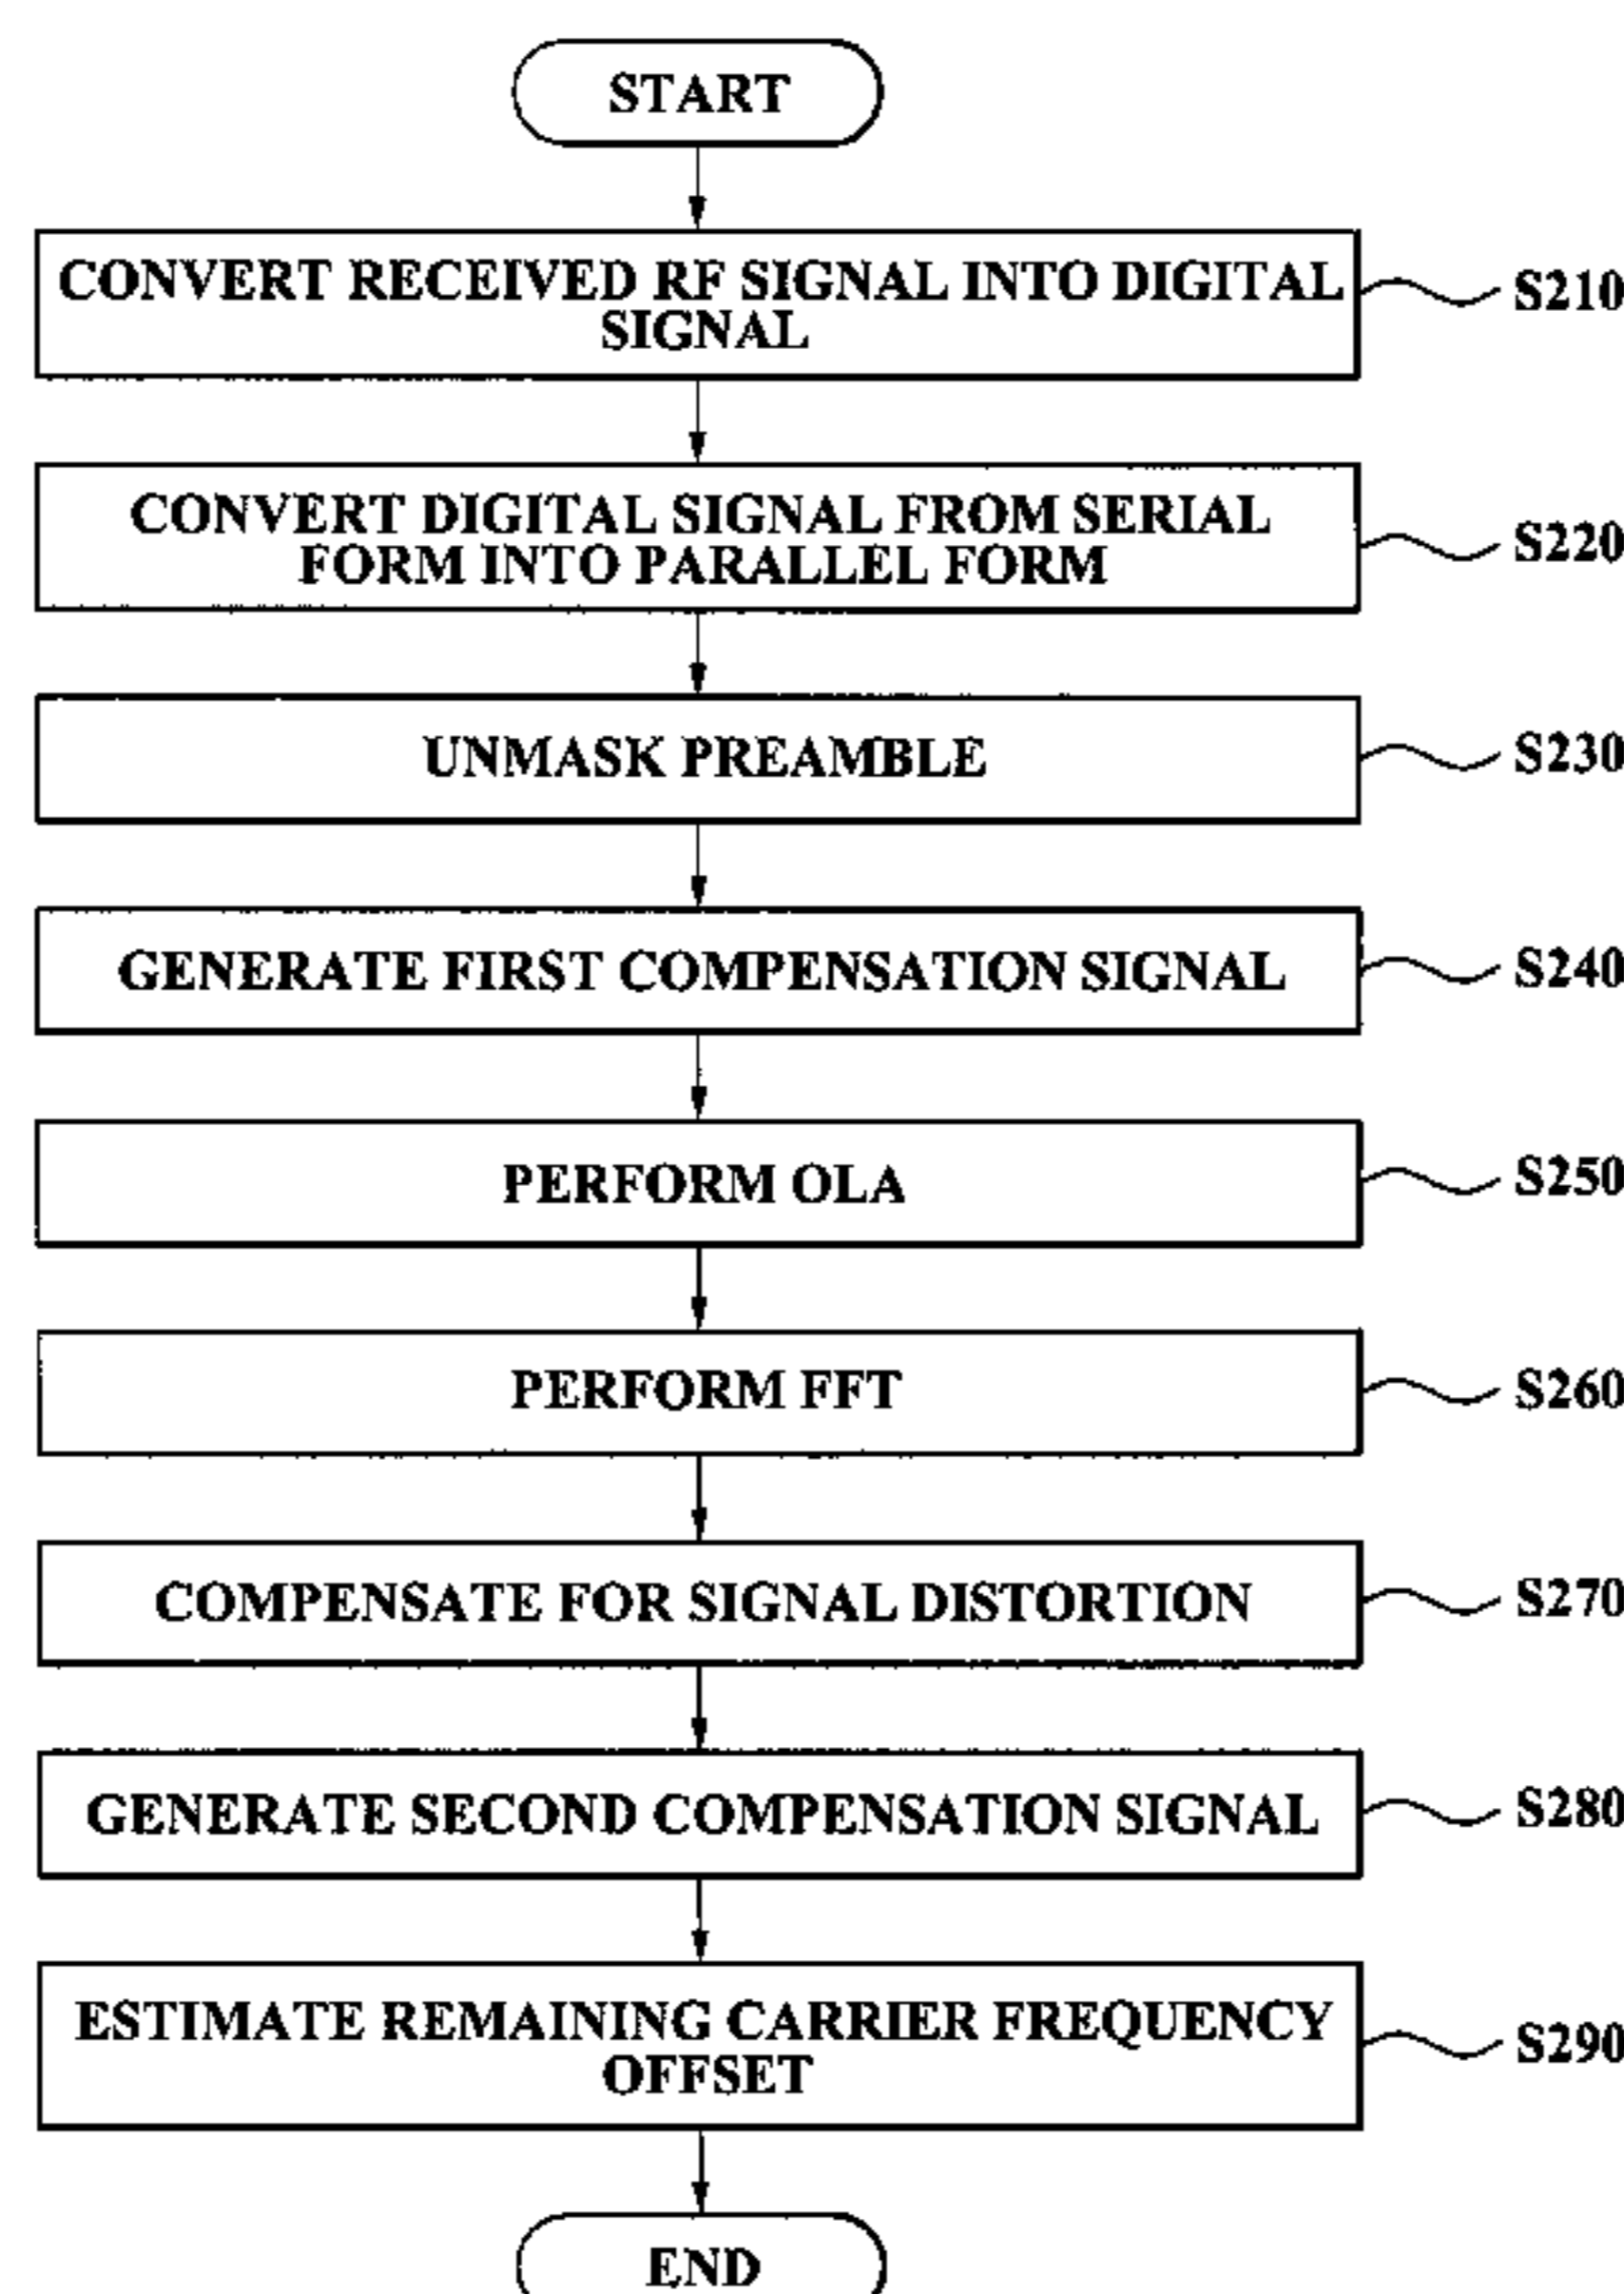 START
CONVERT RECEIVED RF SIGNAL INTO DIGITAL
SIGNAL
S210
CONVERT DIGITAL SIGNAL FROM SERIAL
FORM INTO PARALLEL FORM
S220
UNMASK PREAMBLE
S230
GENERATE FIRST COMPENSATION SIGNAL
S240
PERFORM OLA
S250
PERFORM FFT
S260
COMPENSATE FOR SIGNAL DISTORTION
S270
GENERATE SECOND COMPENSATION SIGNAL
S280
ESTIMATE REMAINING CARRIER FREQUENCY
OFFSET
S290
END